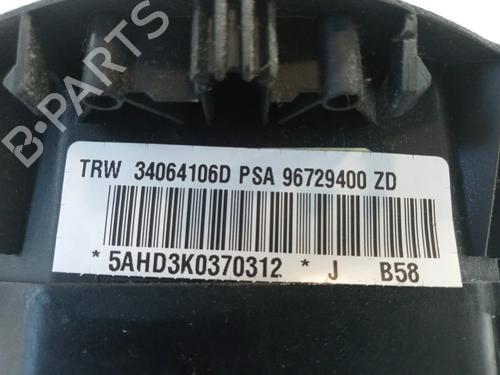 B-PARTS
TRW 34064106D PSA 96729400 ZD
*5AHD3K0370312* J B58